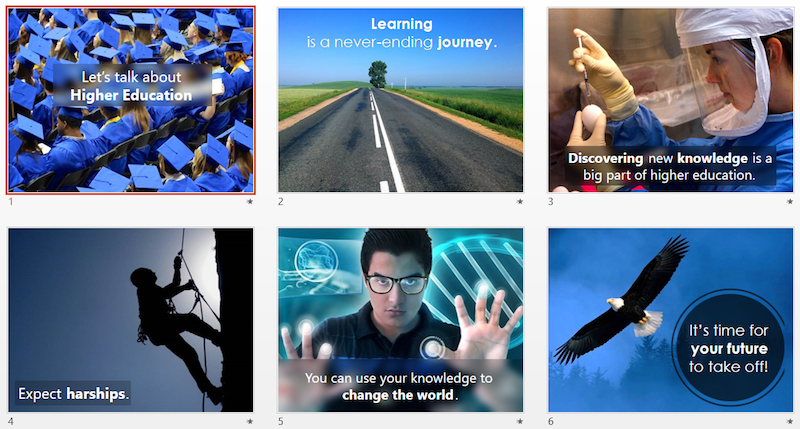 Let's talk about
Higher Education
1
Learning
is a never-ending journey.
2
Discovering new knowledge is a
big part of higher education.
3
Expect harships.
4
You can use your knowledge to
change the world.
5
It's time for
your future
to take off!
6